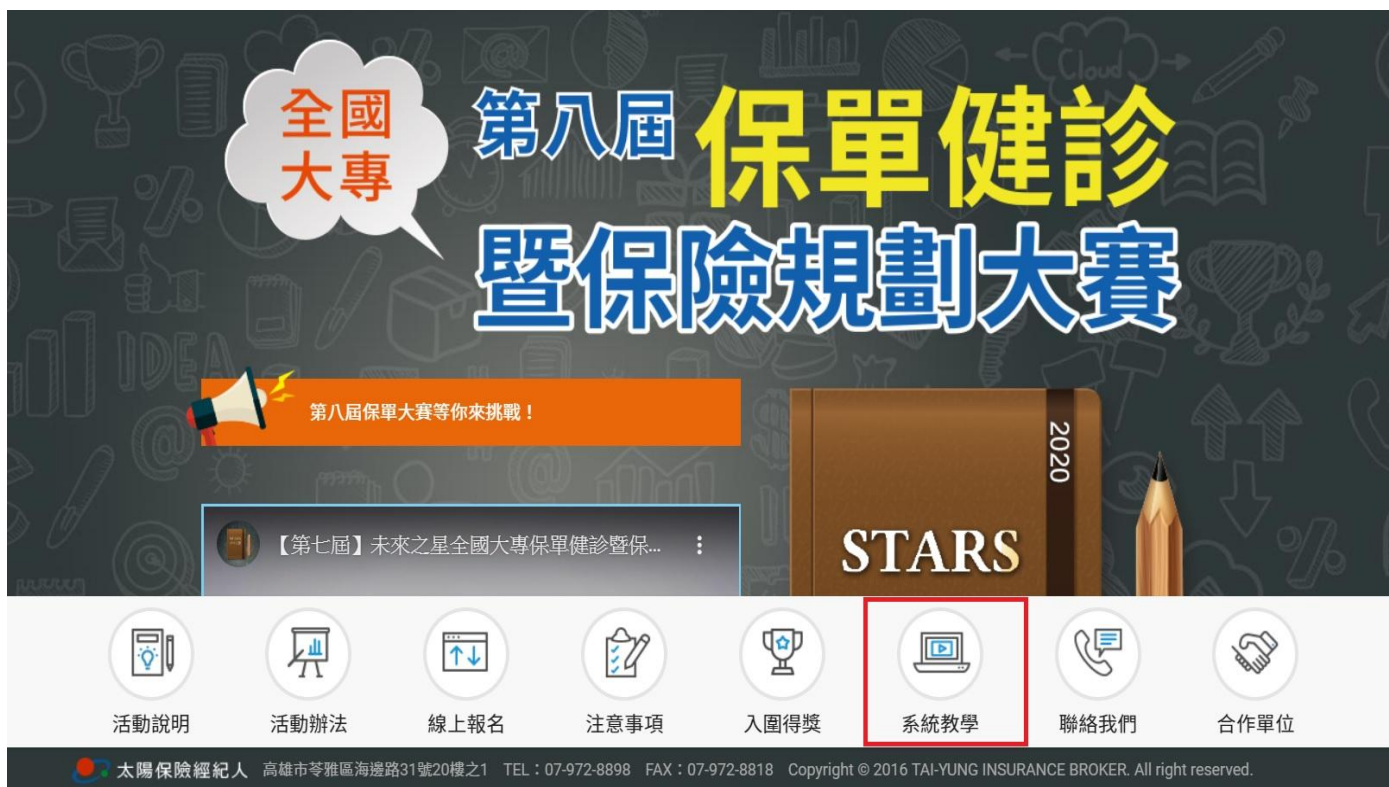 全國
大專
第八屆 保單健診
暨保險規劃大賽
Cloud
IDEA
第八屆保單大賽等你來挑戰！
2020
【第七屆】未來之星全國大專保單健診暨保...
STARS
活動說明 活動辦法 線上報名 注意事項 入圍得獎 系統教學 聯絡我們 合作單位
太陽保險經紀人 高雄市苓雅區海邊路31號20樓之1 TEL：07-972-8898 FAX：07-972-8818 Copyright © 2016 TAI-YUNG INSURANCE BROKER. All right reserved.